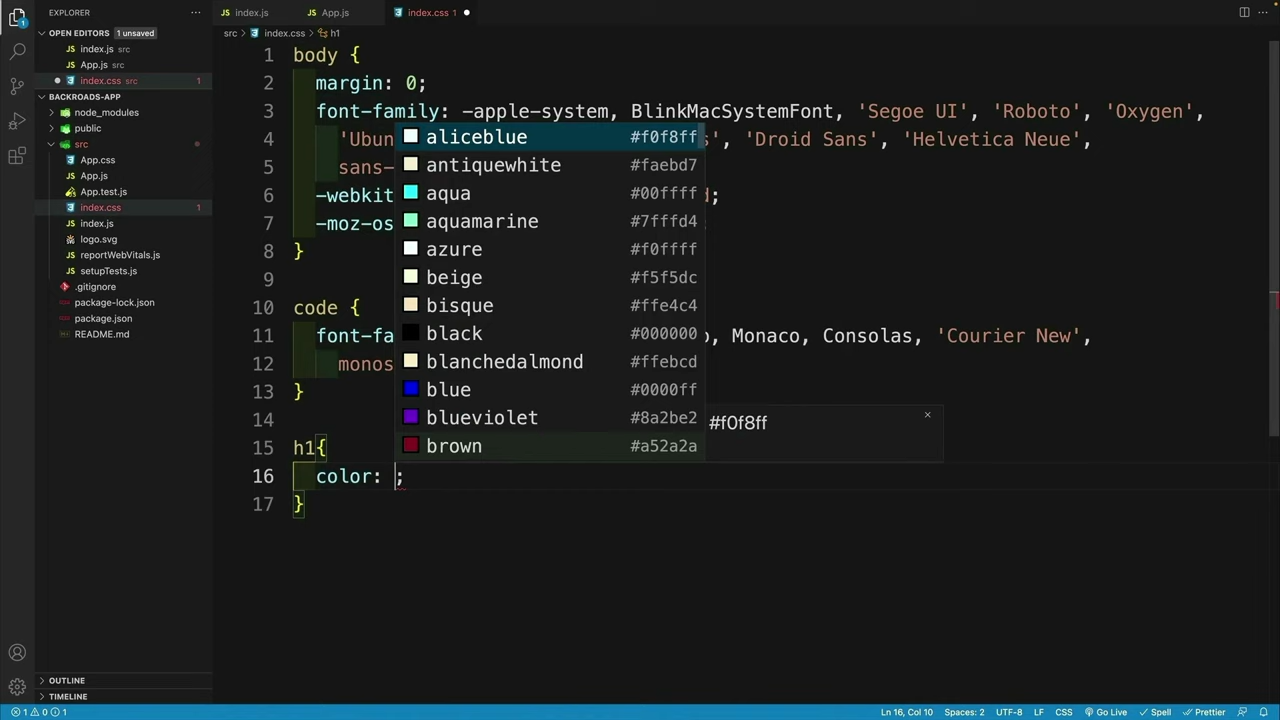 EXPLORER
OPEN EDITORS 1 unsaved
index.js src
App.js src
index.css src 1
BACKROADS-APP
node_modules
public
src
App.css
App.js
App.test.js
index.css 1
index.js
logo.svg
reportWebVitals.js
setupTests.js
.gitignore
package-lock.json
package.json
README.md
OUTLINE
TIMELINE
index.js App.js index.css 1
src index.css h1
1 body {
2 margin: 0;
3 font-family: -apple-system, BlinkMacSystemFont, 'Segoe UI', 'Roboto', 'Oxygen',
4 'Ubun s', 'Droid Sans', 'Helvetica Neue',
5 sans-
6 -webkit d;
7 -moz-os
8 }
9
10 code {
11 font-fa o, Monaco, Consolas, 'Courier New',
12 monos
13 }
14
15 h1{
16 color: ;
17 }
aliceblue #f0f8ff
antiquewhite #faebd7
aqua #00ffff
aquamarine #7fffd4
azure #f0ffff
beige #f5f5dc
bisque #ffe4c4
black #000000
blanchedalmond #ffebcd
blue #0000ff
blueviolet #8a2be2
brown #a52a2a
#f0f8ff
1 0 1 Ln 16, Col 10 Spaces: 2 UTF-8 LF CSS Go Live Spell Prettier